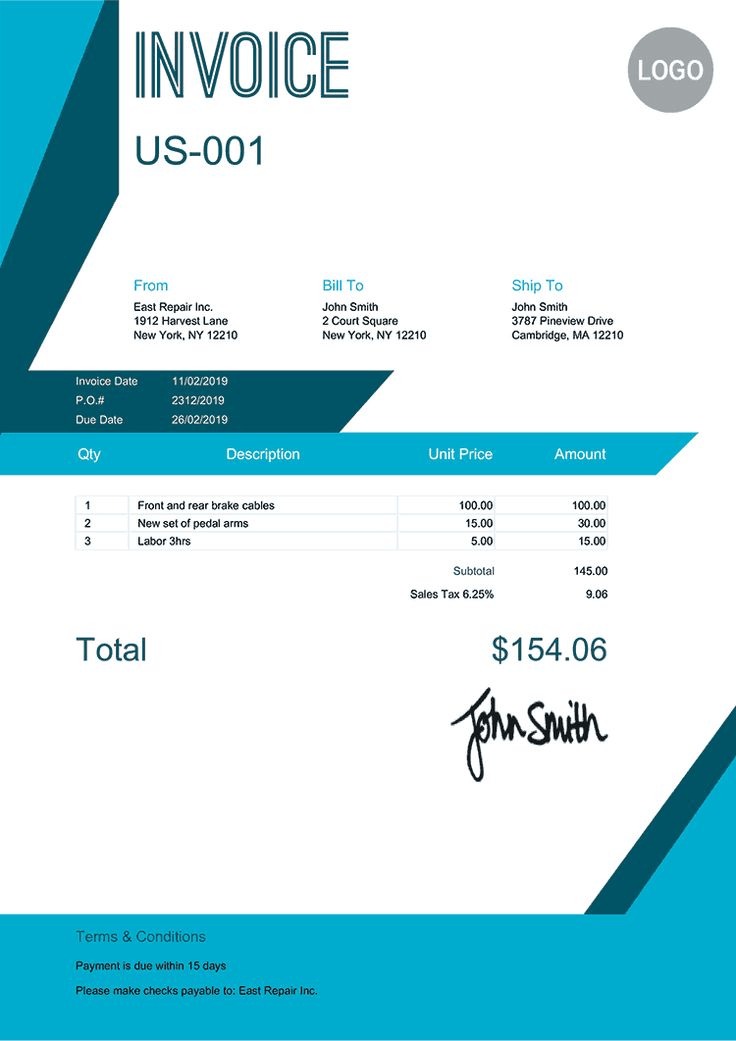 INVOICE
LOGO
US-001
From Bill To Ship To
East Repair Inc. John Smith John Smith
1912 Harvest Lane 2 Court Square 3787 Pineview Drive
New York, NY 12210 New York, NY 12210 Cambridge, MA 12210
Invoice Date 11/02/2019
P.O.# 2312/2019
Due Date 26/02/2019
Qty Description Unit Price Amount
1 Front and rear brake cables 100.00 100.00
2 New set of pedal arms 15.00 30.00
3 Labor 3hrs 5.00 15.00
Subtotal 145.00
Sales Tax 6.25% 9.06
Total $154.06
John Smith
Terms & Conditions
Payment is due within 15 days
Please make checks payable to: East Repair Inc.